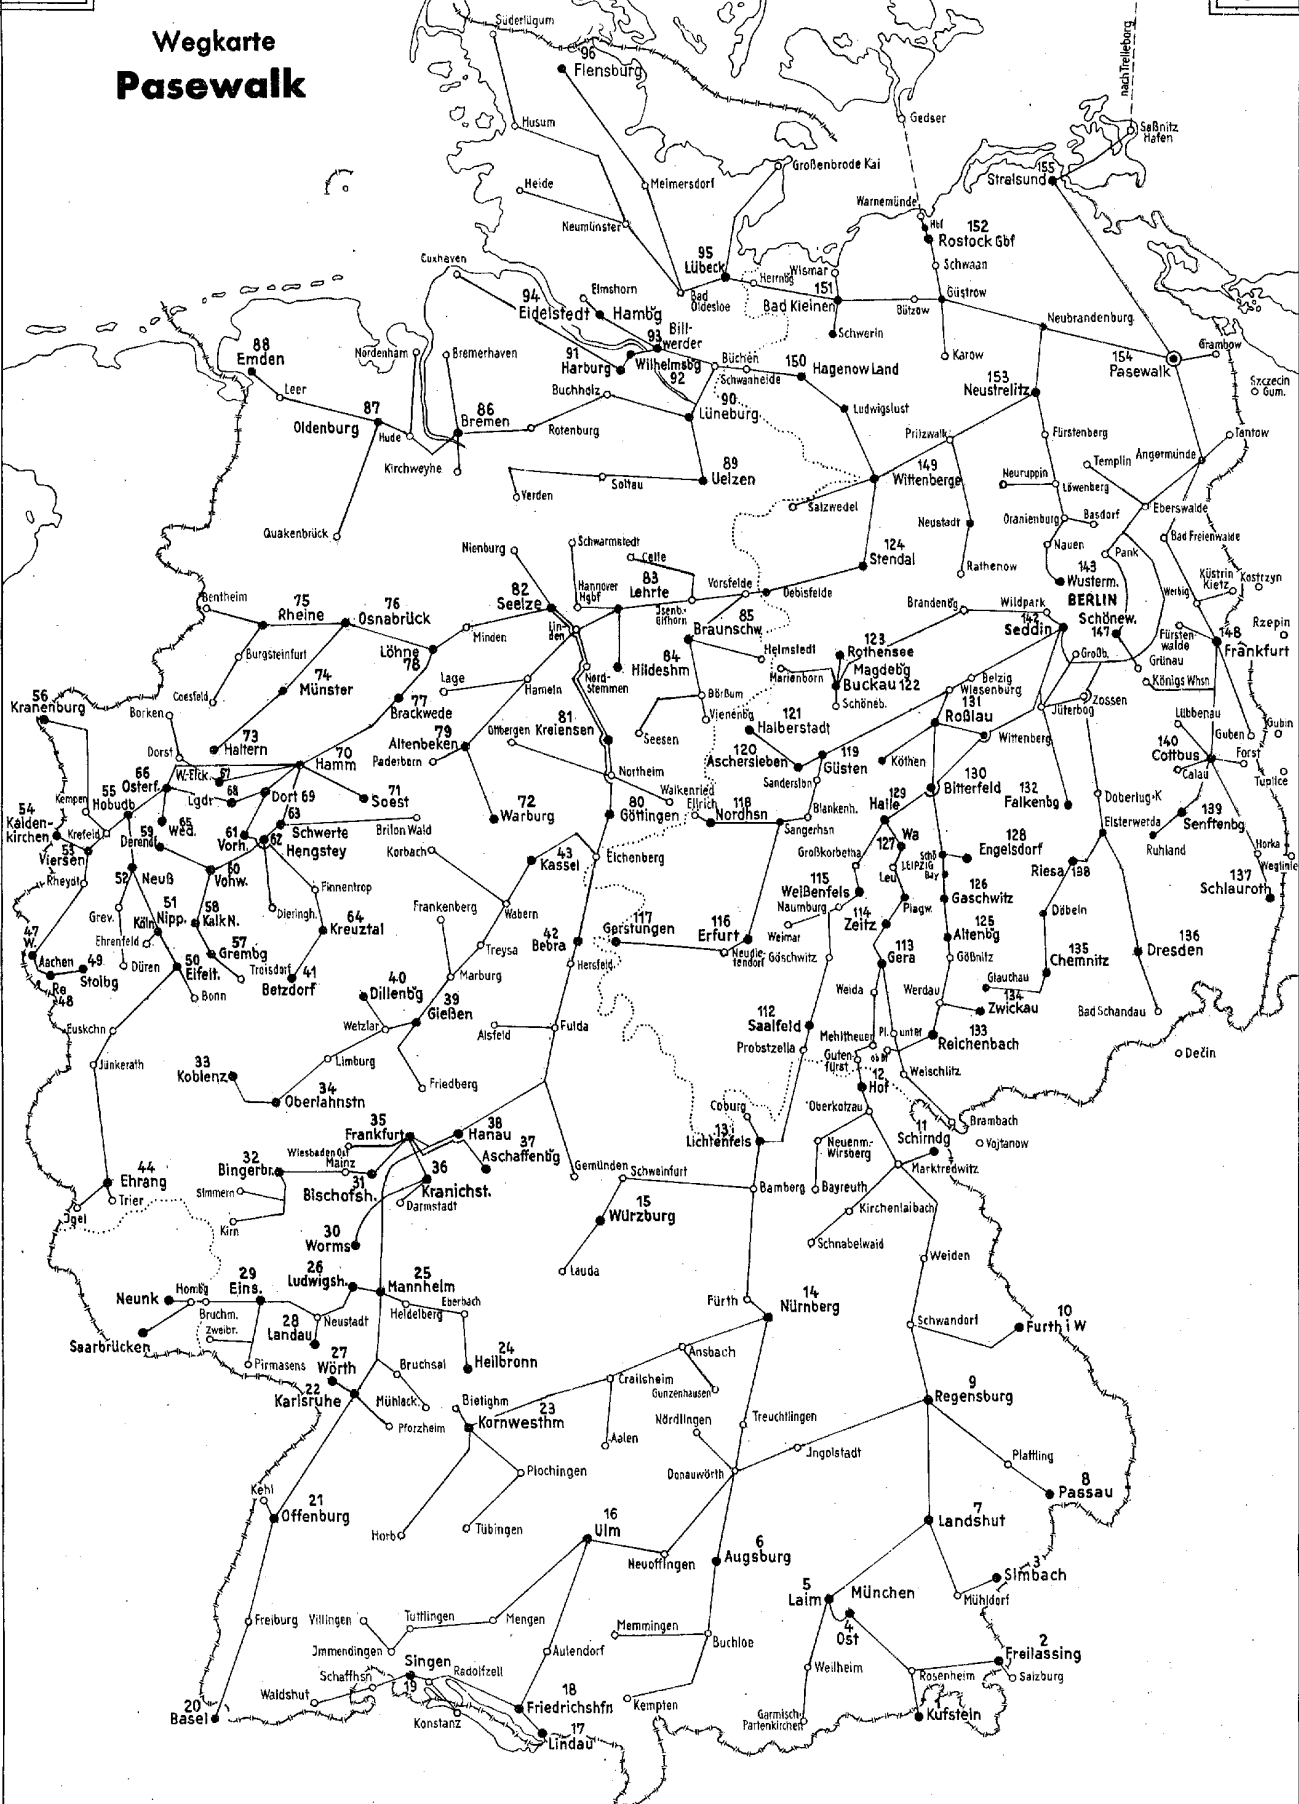 Wegkarte
Pasewalk
Süderlügum
96
Flensburg
nach Trelleborg
Gedser
Saßnitz
Hafen
Husum
155
Stralsund
Großenbrode Kai
Heide
Meimersdorf
Warnemünde
Hbf
152
Rostock Gbf
Neumünster
Schwaan
Cuxhaven
95
Lübeck
Herrnbg
Wismar
151
Bad Kleinen
Bützow
Güstrow
94
Eidelstedt
Elmshorn
Hambg
Bad
Oldesloe
Schwerin
Karow
Neubrandenburg
Grambow
154
Pasewalk
Szczecin
Gum.
88
Emden
Nordenham
Bremerhaven
91
Harburg
93
Bill-
werder
Wilhelmsbg
92
Büchen
Schwanheide
150
Hagenow Land
153
Neustrelitz
Leer
87
Oldenburg
Hude
86
Bremen
Buchholz
Rotenburg
90
Lüneburg
Ludwigslust
Pritzwalk
Fürstenberg
Tantow
Kirchweyhe
Verden
Soltau
89
Uelzen
149
Wittenberge
Neuruppin
Löwenberg
Templin
Angermünde
Quakenbrück
Salzwedel
Neustadt
Oranienburg
Basdorf
Eberswalde
Nienburg
Schwarmstedt
Celle
124
Stendal
Rathenow
Nauen
Pank
Bad Freienwalde
Bentheim
75
Rheine
76
Osnabrück
82
Seelze
Hannover
Hgbf
83
Lehrte
Isenb.
Gifhorn
Vorsfelde
Oebisfelde
143
Wusterm.
BERLIN
Werbig
Küstrin
Kietz
Kostrzyn
Minden
Lin-
den
85
Braunschw.
Brandenbg
Wildpark
142
Seddin
Schönew.
147
Fürsten-
walde
148
Frankfurt
Rzepin
Burgsteinfurt
Löhne
78
Nord-
Stemmen
84
Hildeshm
Helmstedt
123
Rothensee
Magdebg
Buckau 122
Marienborn
Großb.
Grünau
Königs Whsn
Coesfeld
74
Münster
Lage
Hameln
Börßum
Vienenbg
Schöneb.
Belzig
Wiesenburg
Zossen
56
Kranenburg
Borken
77
Brackwede
79
Altenbeken
Ottbergen
81
Kreiensen
Seesen
121
Halberstadt
131
Roßlau
Jüterbog
Lübbenau
Guben
Gubin
73
Haltern
Paderborn
Dorst
W.-Eick.
67
70
Hamm
Northeim
120
Aschersleben
119
Güsten
Köthen
Wittenberg
140
Cottbus
Forst
Calau
Tuplice
55
Hohbudb
66
Osterf.
68
Lgdr
Dort 69
71
Soest
72
Warburg
Walkenried
Ellrich
Sandersleb
Blankenh.
130
Bitterfeld
132
Falkenbg
Doberlug-K
139
Senftenbg
54
Kalden-
kirchen
Kempen
Krefeld
65
Wed.
59
Derendf
61
Vorh.
63
Schwerte
62
Hengstey
Brilon Wald
80
Göttingen
118
Nordhsn
Sangerhsn
129
Halle
Elsterwerda
Ruhland
Horka
Węglinie
53
Viersen
Rheydt
52
Neuß
60
Vohw.
Korbach
43
Kassel
Eichenberg
Großkorbetha
Wa
127
LEIPZIG
Schö
Bay
128
Engelsdorf
Riesa
138
137
Schlauroth
Grev.
51
Nipp.
58
Kalk N.
Finnentrop
Frankenberg
Wabern
115
Weißenfels
Leu
Plagw.
126
Gaschwitz
Döbeln
Köln
Ehrenfeld
57
Grembg
Dieringh.
64
Kreuztal
Treysa
42
Bebra
117
Gerstungen
116
Erfurt
Naumburg
Weimar
114
Zeitz
125
Altenbg
47
W.
Aachen
49
Stolbg
Re
48
Düren
50
Eifelt.
Troisdorf
Bonn
41
Betzdorf
Marburg
Hersfeld
Neudie-
tendorf
Göschwitz
113
Gera
Gößnitz
135
Chemnitz
136
Dresden
40
Dillenbg
39
Gießen
Weida
Werdau
Glauchau
134
Zwickau
Bad Schandau
Euskchn
Wetzlar
Alsfeld
Fulda
112
Saalfeld
Mehltheuer
Pl. unter
133
Reichenbach
Jünkerath
33
Koblenz
Limburg
Probstzella
Guten-
fürst
ob Bf
Weischlitz
Děčín
34
Oberlahnstn
Friedberg
12
Hof
Coburg
Oberkotzau
11
Schirndg
Brambach
Vojtanow
35
Frankfurt
38
Hanau
37
Aschaffenbg
131
Lichtenfels
Neuenm.-
Wirsberg
Marktredwitz
44
Ehrang
Trier
Igel
32
Bingerbr.
Wiesbaden Ost
Mainz
31
Bischofsh.
36
Kranichst.
Gemünden
Schweinfurt
Bamberg
Bayreuth
Simmern
Darmstadt
Kirchenlaibach
Kirn
30
Worms
15
Würzburg
Schnabelwaid
Weiden
Neunk
Hombg
29
Eins.
26
Ludwigsh.
25
Mannheim
Eberbach
Lauda
Fürth
14
Nürnberg
Bruchm.
Zweibr.
Heidelberg
Neustadt
28
Landau
Schwandorf
10
Furth i W
Saarbrücken
Pirmasens
27
Wörth
Bruchsal
24
Heilbronn
Ansbach
22
Karlsruhe
Mühlack.
Crailsheim
Gunzenhausen
9
Regensburg
Pforzheim
Bietighm
23
Kornwesthm
Nördlingen
Treuchtlingen
Aalen
Ingolstadt
Plattling
Plochingen
Donauwörth
8
Passau
Kehl
21
Offenburg
Horb
Tübingen
16
Ulm
7
Landshut
Neuoffingen
6
Augsburg
5
Laim
München
3
Simbach
Mühldorf
4
Ost
Freiburg
Villingen
Tuttlingen
Mengen
Memmingen
Buchloe
Immendingen
Aulendorf
2
Freilassing
Schaffhsn
Singen
Radolfzell
Weilheim
Rosenheim
Salzburg
Waldshut
19
18
Friedrichshfn
Kempten
20
Basel
Konstanz
17
Lindau
Garmisch-
Partenkirchen
1
Kufstein